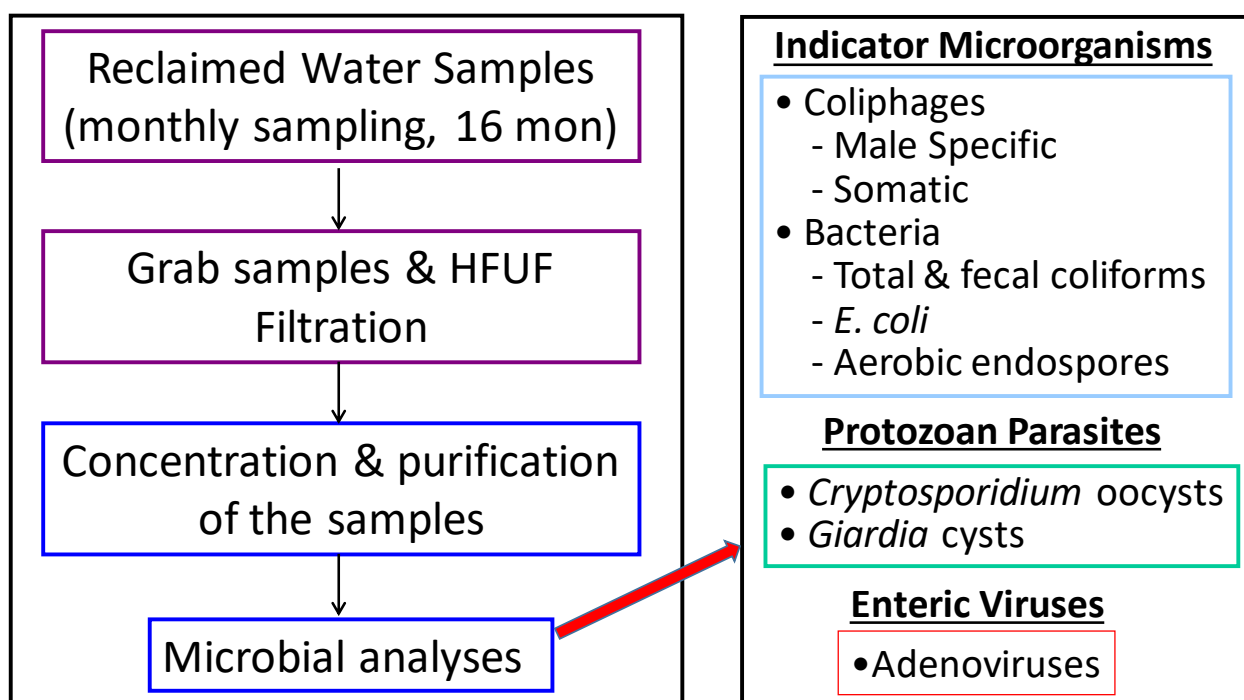 Reclaimed Water Samples
(monthly sampling, 16 mon)
Grab samples & HFUF
Filtration
Concentration & purification
of the samples
Microbial analyses
Indicator Microorganisms
• Coliphages
- Male Specific
- Somatic
• Bacteria
- Total & fecal coliforms
- E. coli
- Aerobic endospores
Protozoan Parasites
• Cryptosporidium oocysts
• Giardia cysts
Enteric Viruses
•Adenoviruses